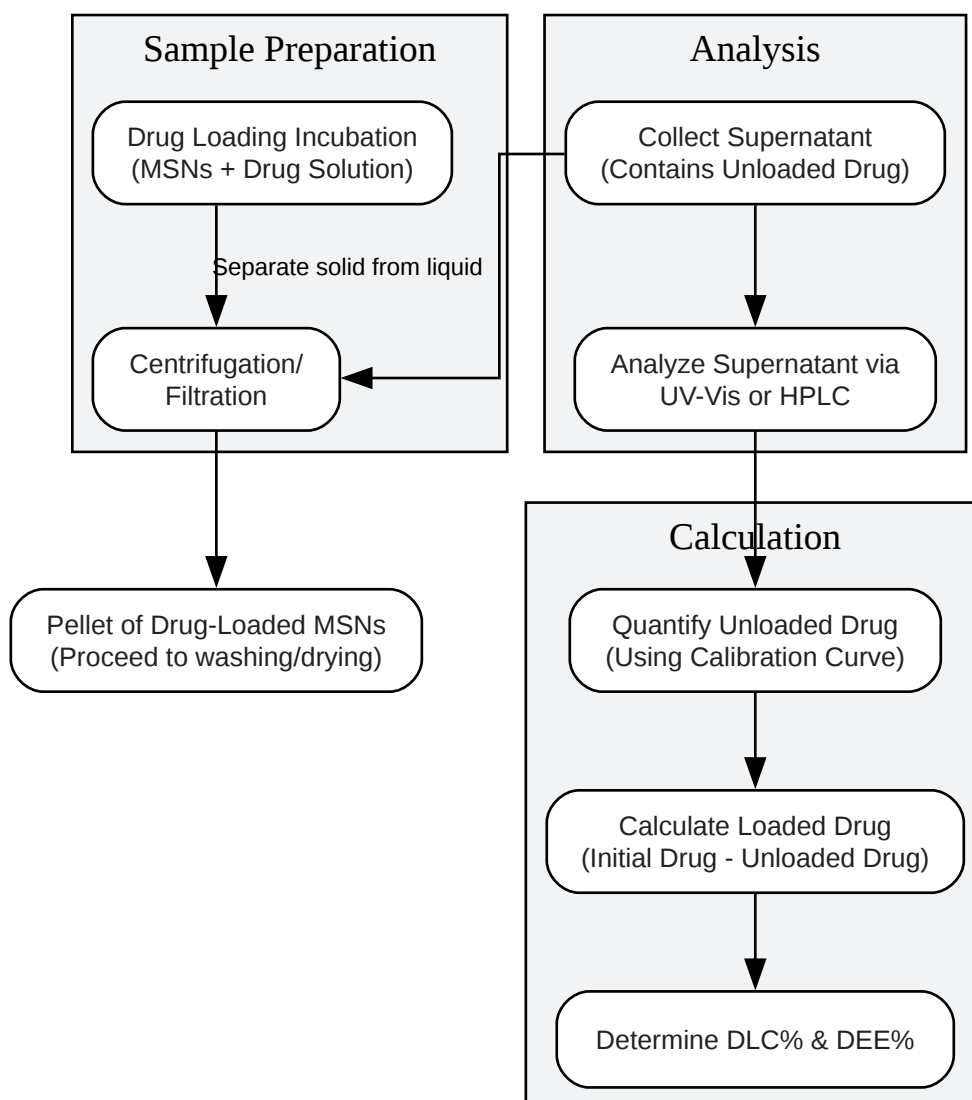 Sample Preparation
Drug Loading Incubation
(MSNs + Drug Solution)
Separate solid from liquid
Centrifugation/
Filtration
Pellet of Drug-Loaded MSNs
(Proceed to washing/drying)
Analysis
Collect Supernatant
(Contains Unloaded Drug)
Analyze Supernatant via
UV-Vis or HPLC
Calculation
Quantify Unloaded Drug
(Using Calibration Curve)
Calculate Loaded Drug
(Initial Drug - Unloaded Drug)
Determine DLC% & DEE%